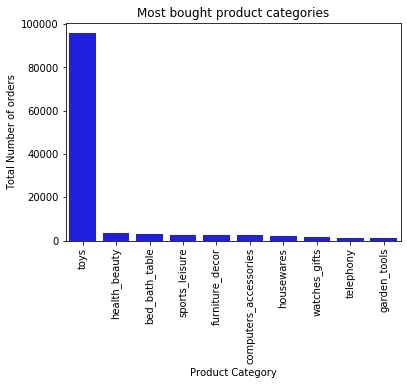 Most bought product categories
Total Number of orders
100000
80000
60000
40000
20000
0
toys
health_beauty
bed_bath_table
sports_leisure
furniture_decor
computers_accessories
housewares
watches_gifts
telephony
garden_tools
Product Category